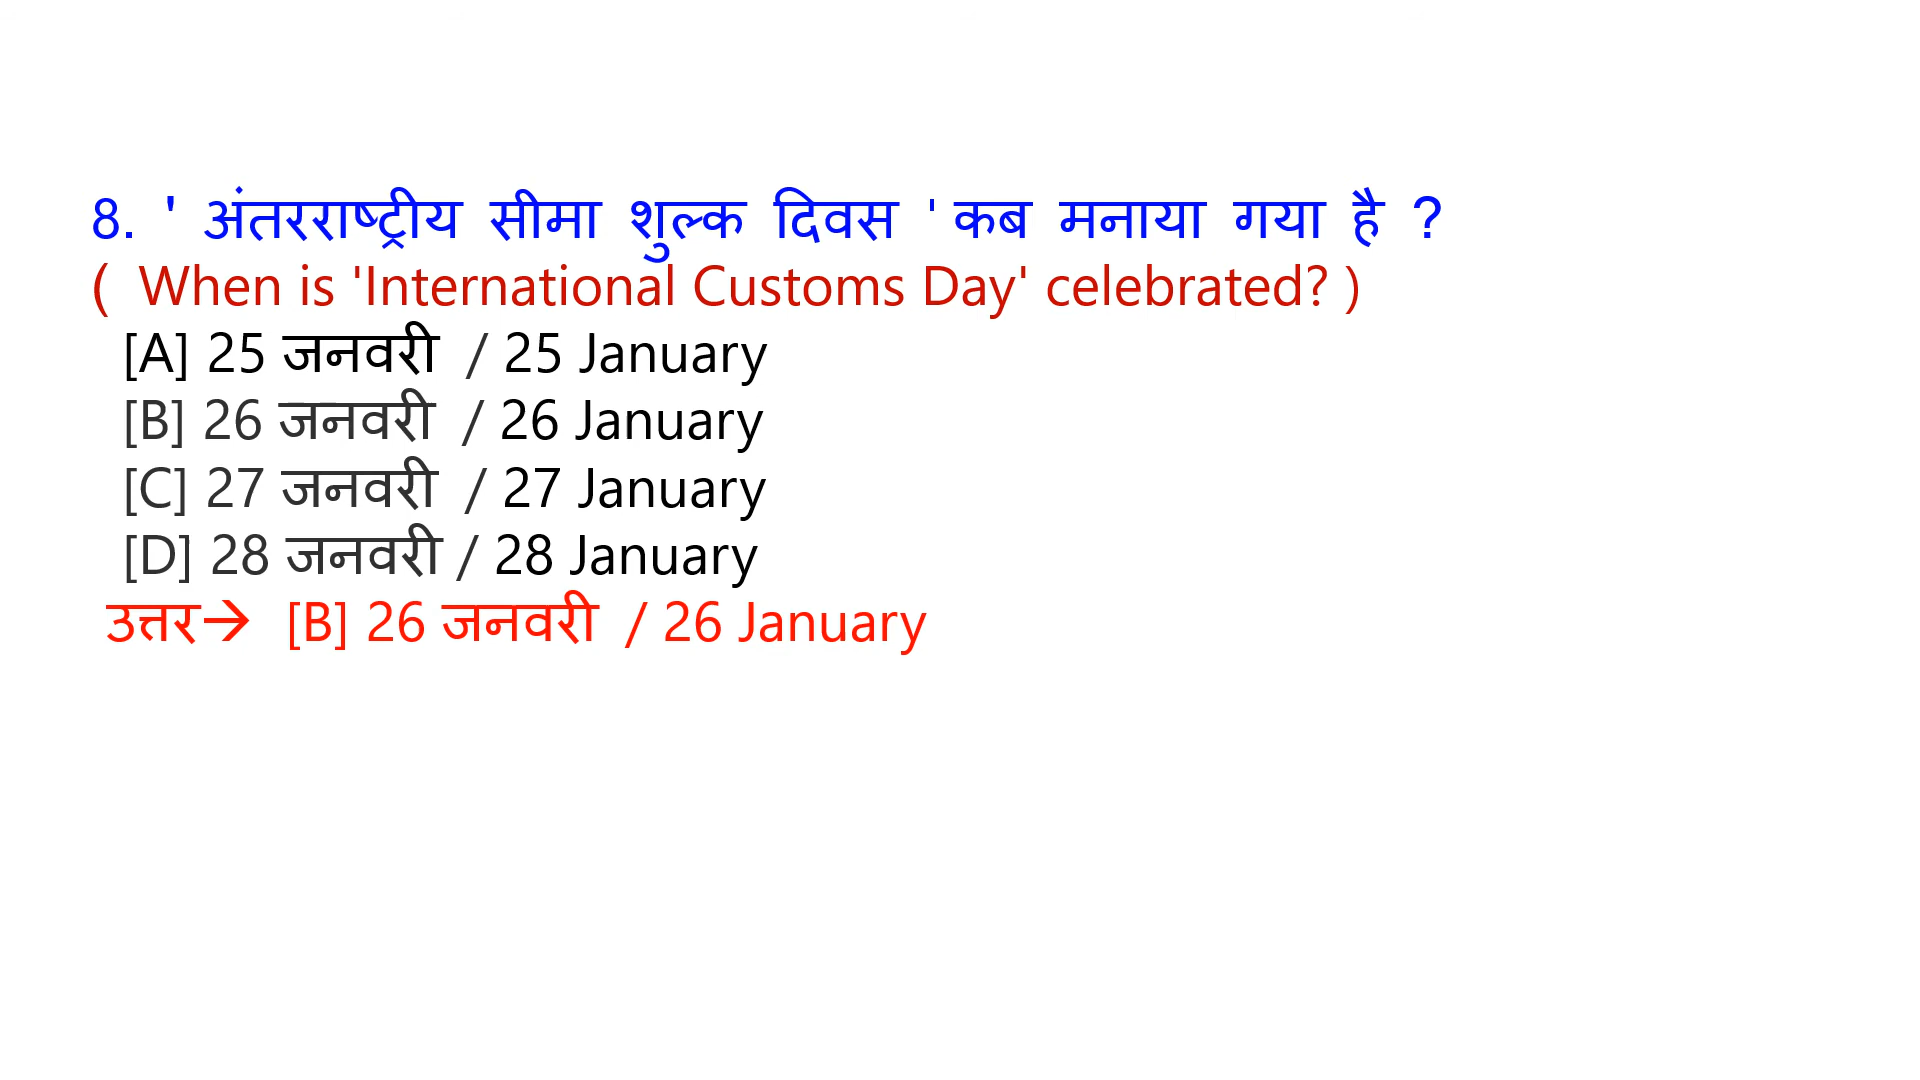 8. ' अंतरराष्ट्रीय सीमा शुल्क दिवस ' कब मनाया गया है ?
( When is 'International Customs Day' celebrated? )
[A] 25 जनवरी / 25 January
[B] 26 जनवरी / 26 January
[C] 27 जनवरी / 27 January
[D] 28 जनवरी / 28 January
उत्तर→ [B] 26 जनवरी / 26 January